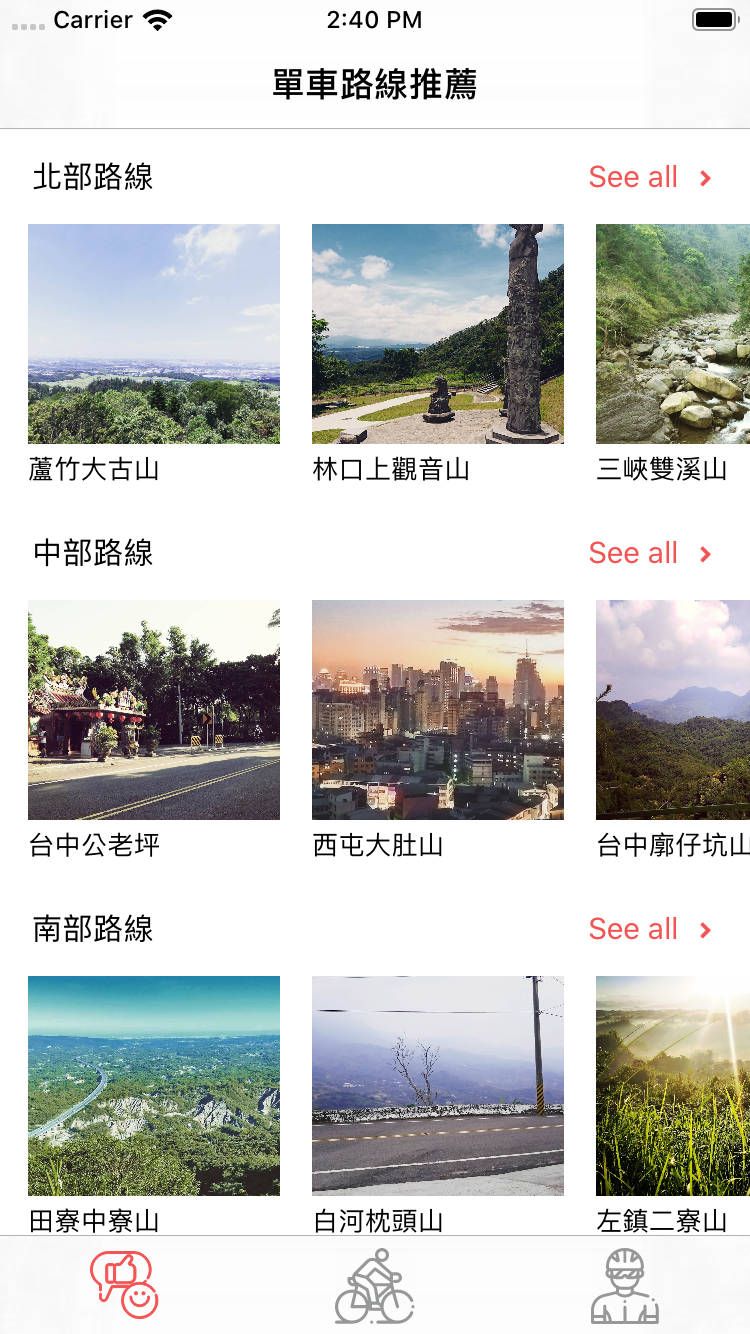 Carrier 2:40 PM
單車路線推薦
北部路線 See all
蘆竹大古山 林口上觀音山 三峽雙溪山
中部路線 See all
台中公老坪 西屯大肚山 台中廍仔坑山
南部路線 See all
田寮中寮山 白河枕頭山 左鎮二寮山